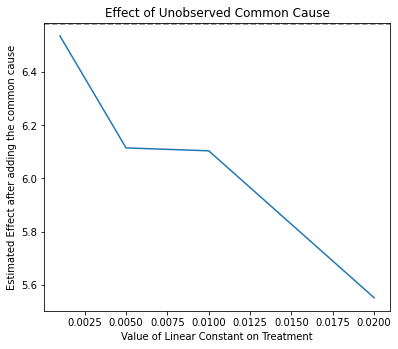 Effect of Unobserved Common Cause
Estimated Effect after adding the common cause
6.4
6.2
6.0
5.8
5.6
0.0025 0.0050 0.0075 0.0100 0.0125 0.0150 0.0175 0.0200
Value of Linear Constant on Treatment